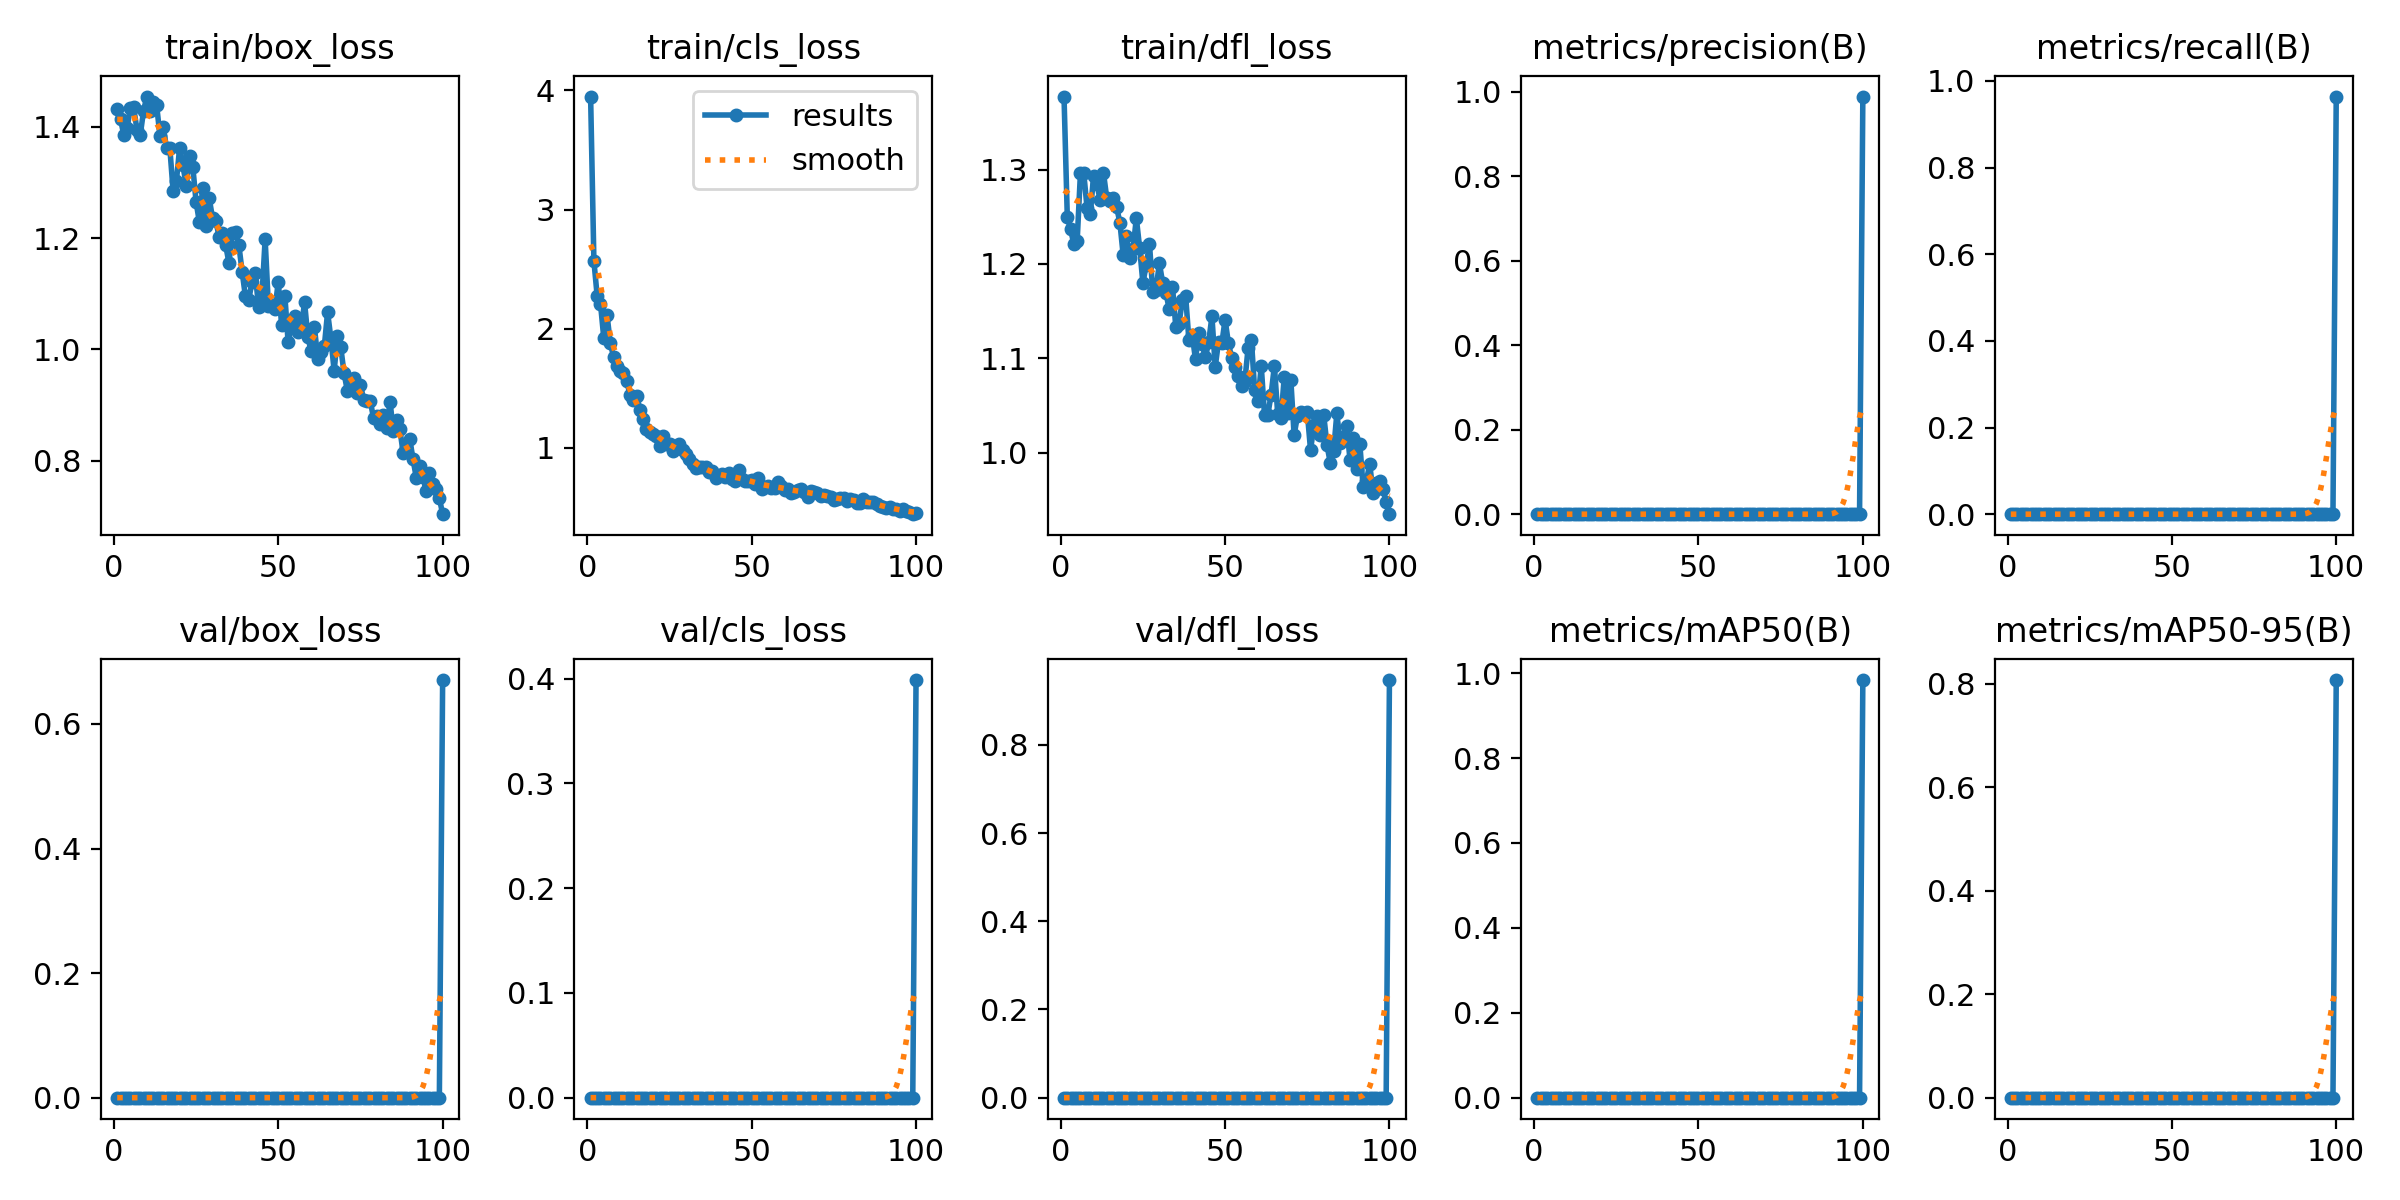 train/box_loss
1.4
1.2
1.0
0.8
0 50 100
train/cls_loss
results
smooth
4
3
2
1
0 50 100
train/dfl_loss
1.3
1.2
1.1
1.0
0 50 100
metrics/precision(B)
1.0
0.8
0.6
0.4
0.2
0.0
0 50 100
metrics/recall(B)
1.0
0.8
0.6
0.4
0.2
0.0
0 50 100
val/box_loss
0.6
0.4
0.2
0.0
0 50 100
val/cls_loss
0.4
0.3
0.2
0.1
0.0
0 50 100
val/dfl_loss
0.8
0.6
0.4
0.2
0.0
0 50 100
metrics/mAP50(B)
1.0
0.8
0.6
0.4
0.2
0.0
0 50 100
metrics/mAP50-95(B)
0.8
0.6
0.4
0.2
0.0
0 50 100